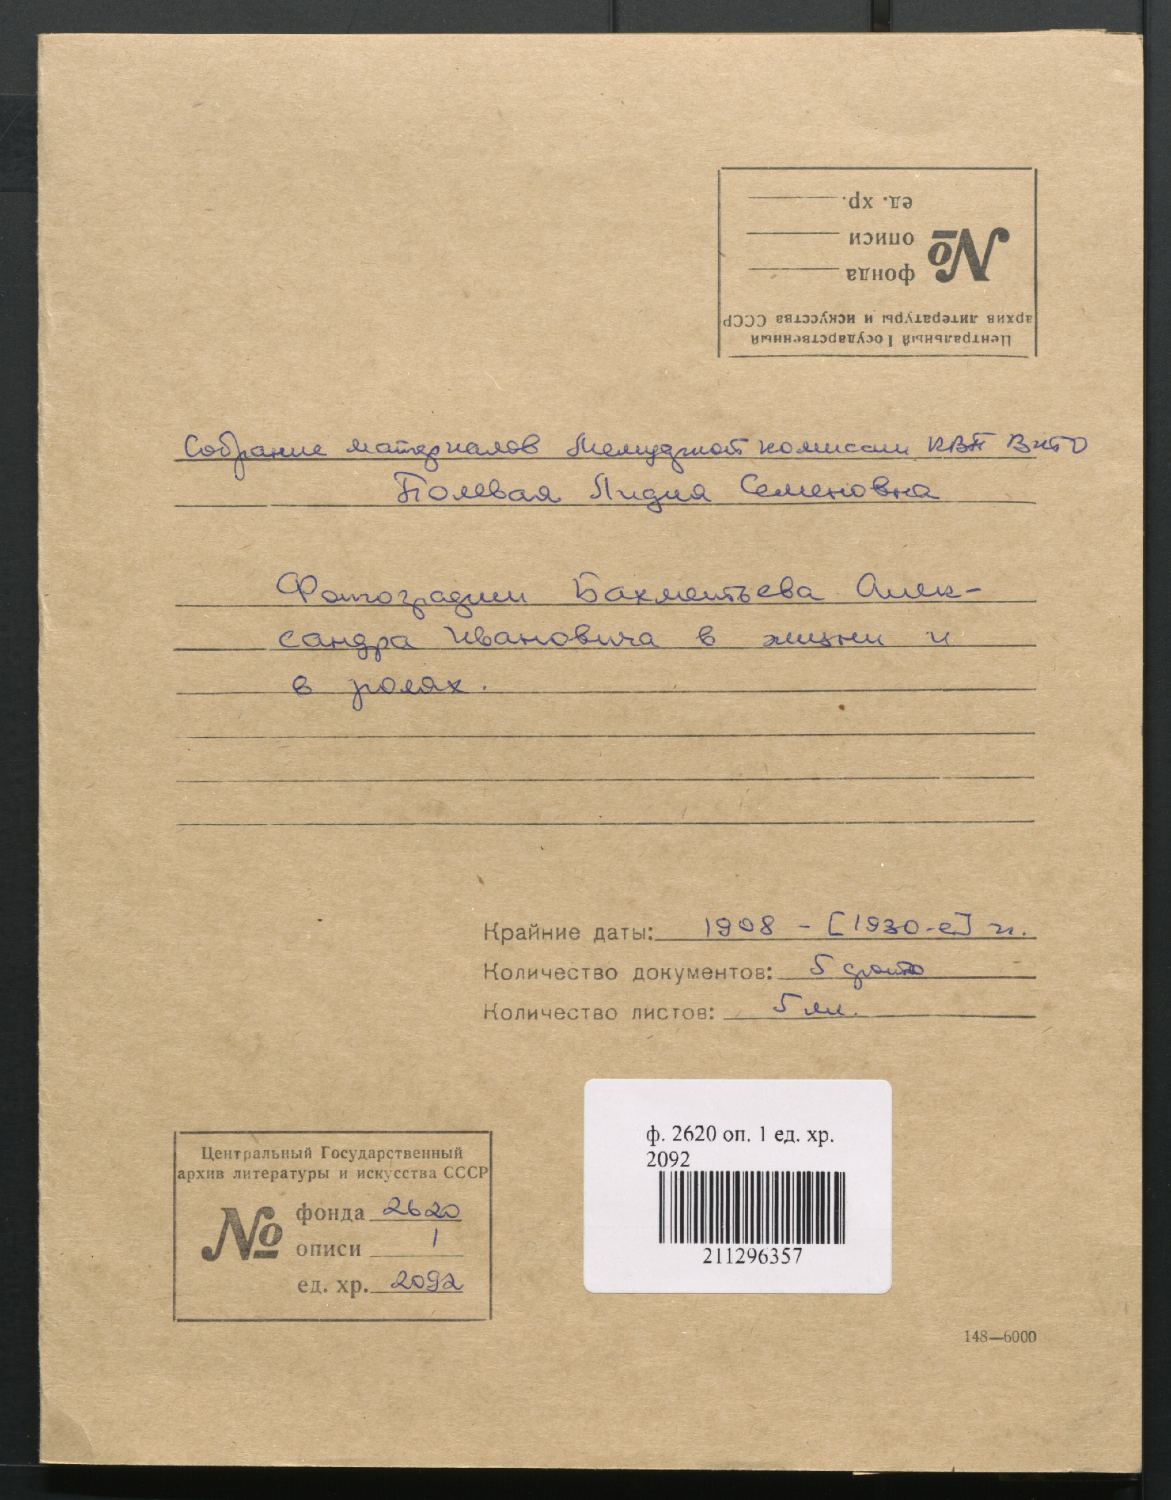 Центральный Государственный
архив литературы и искусства СССР
№ фонда
описи
ед. хр.
Собрание материалов Мемуарной комиссии КВП ВТО
Полевая Лидия Семеновна
Фотографии Бахметьева Алек-
сандра Ивановича в жизни и
в ролях.
Крайние даты: 1908 - [1930-е] гг.
Количество документов: 5 фото
Количество листов: 5 лл.
Центральный Государственный
архив литературы и искусства СССР
№ фонда 2620
описи 1
ед. хр. 2092
ф. 2620 оп. 1 ед. хр.
2092
211296357
148—6000